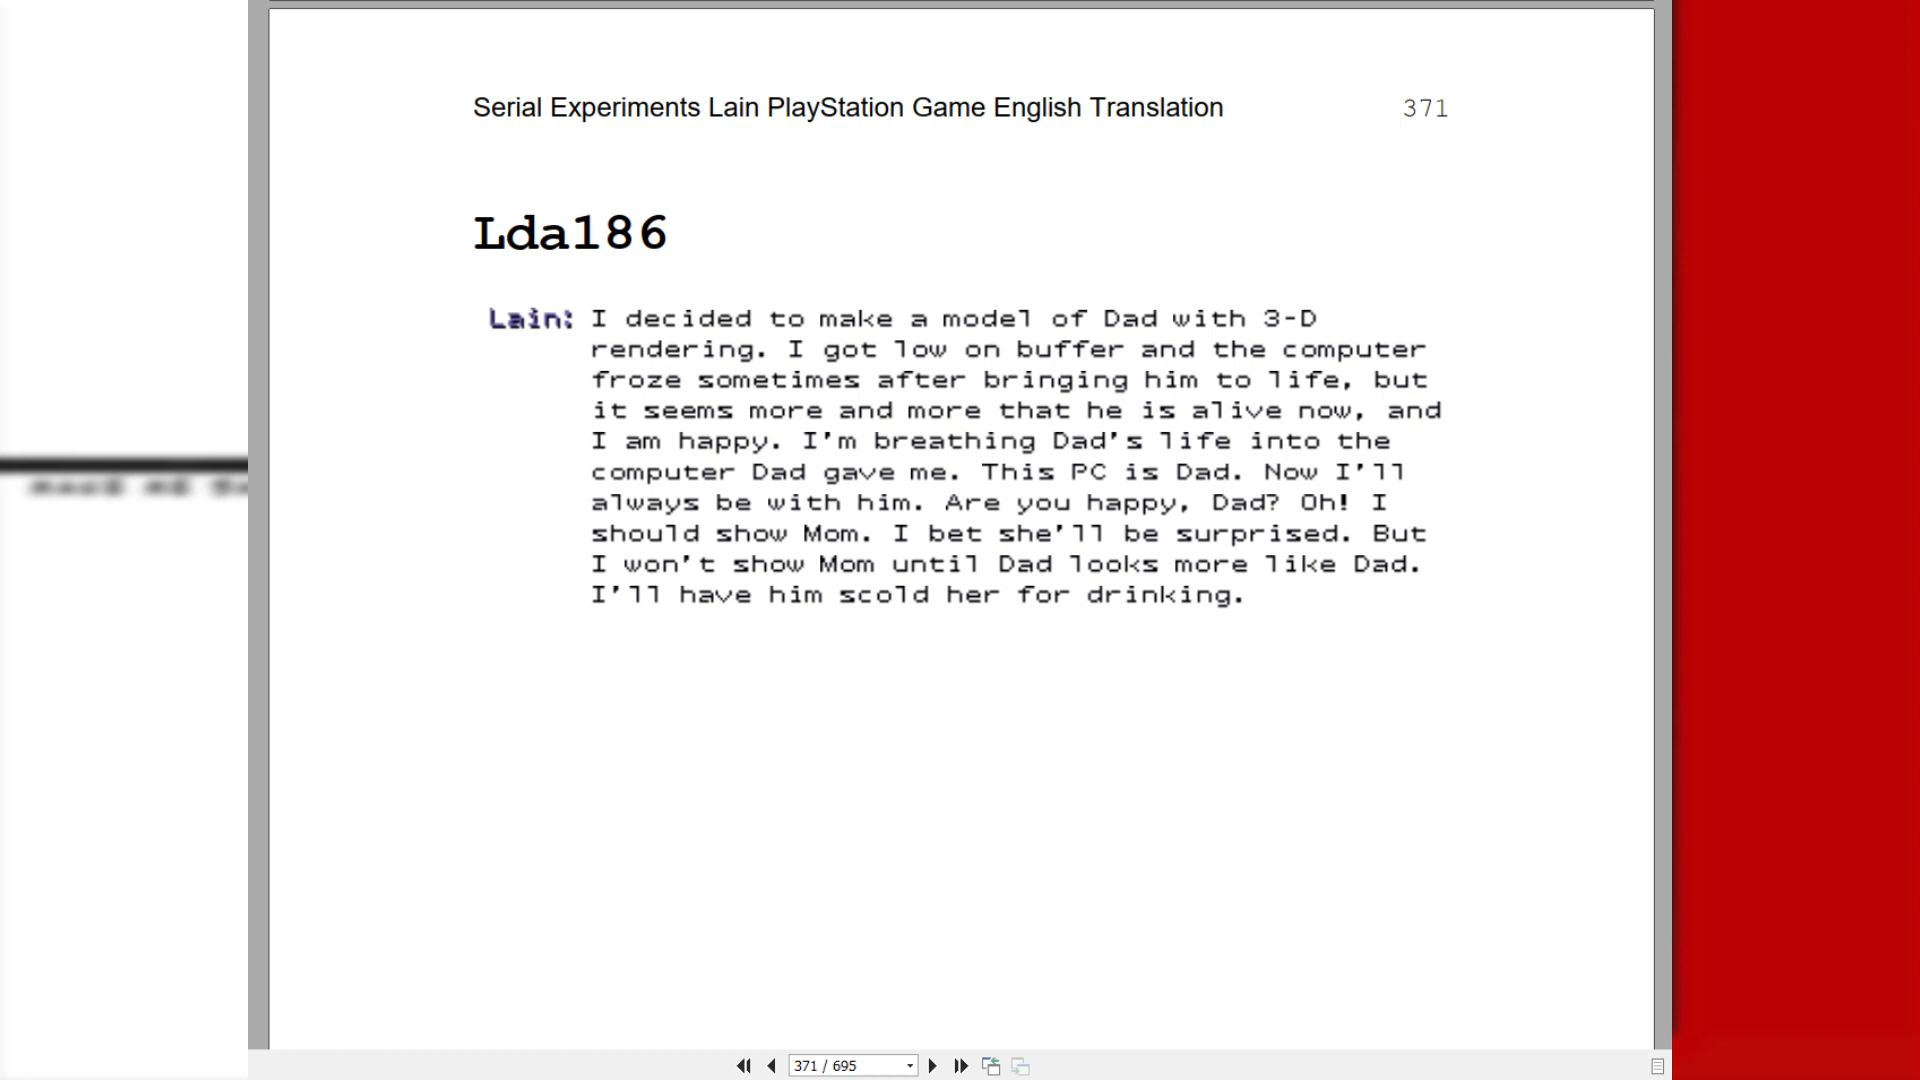 Serial Experiments Lain PlayStation Game English Translation 371
Lda186
Lain: I decided to make a model of Dad with 3-D
rendering. I got low on buffer and the computer
froze sometimes after bringing him to life, but
it seems more and more that he is alive now, and
I am happy. I'm breathing Dad's life into the
computer Dad gave me. This PC is Dad. Now I'll
always be with him. Are you happy, Dad? Oh! I
should show Mom. I bet she'll be surprised. But
I won't show Mom until Dad looks more like Dad.
I'll have him scold her for drinking.
371 / 695